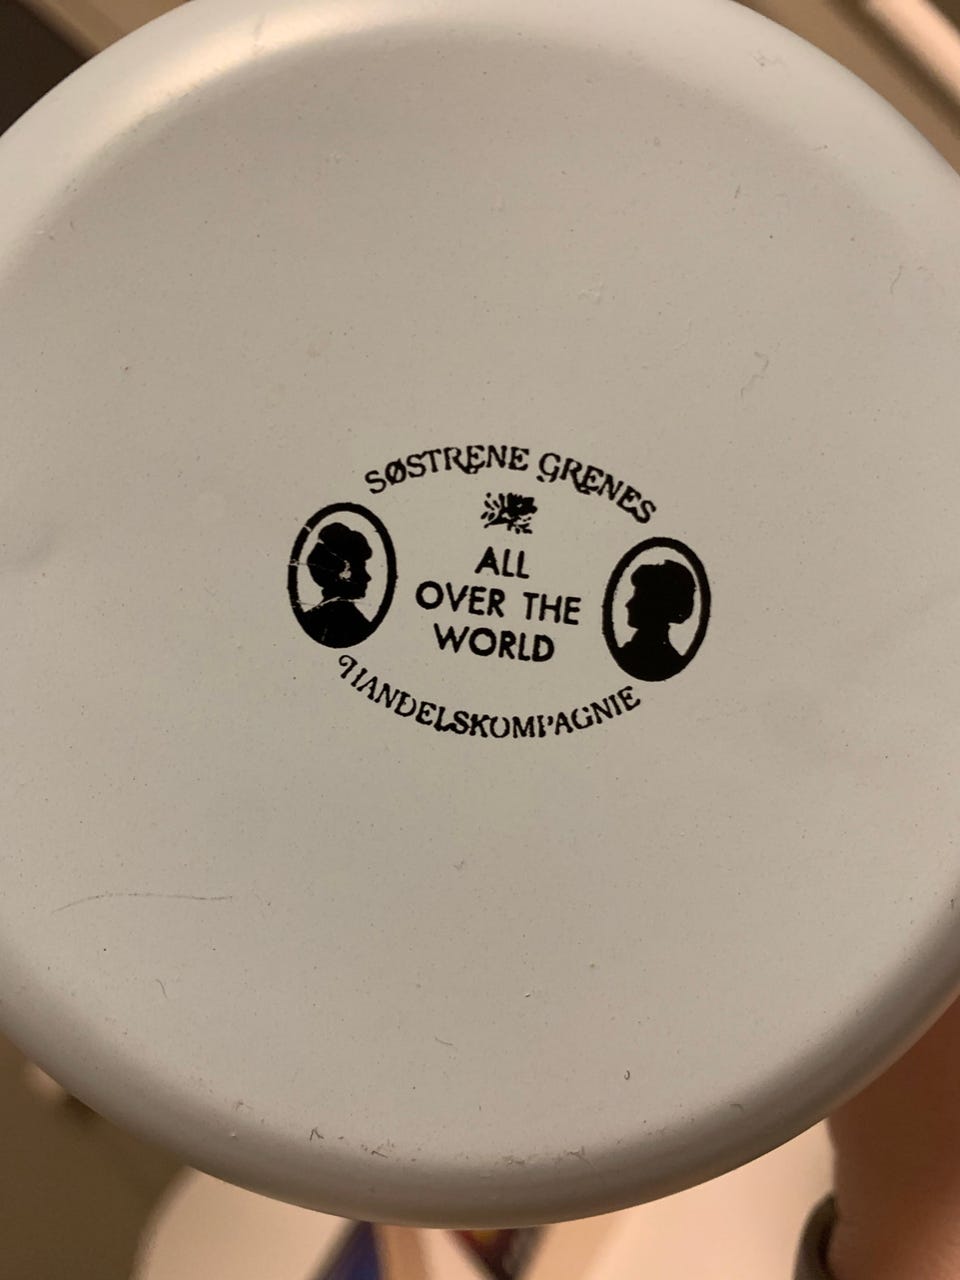 SØSTRENE GRENES
ALL
OVER THE
WORLD
HANDELSKOMPAGNIE